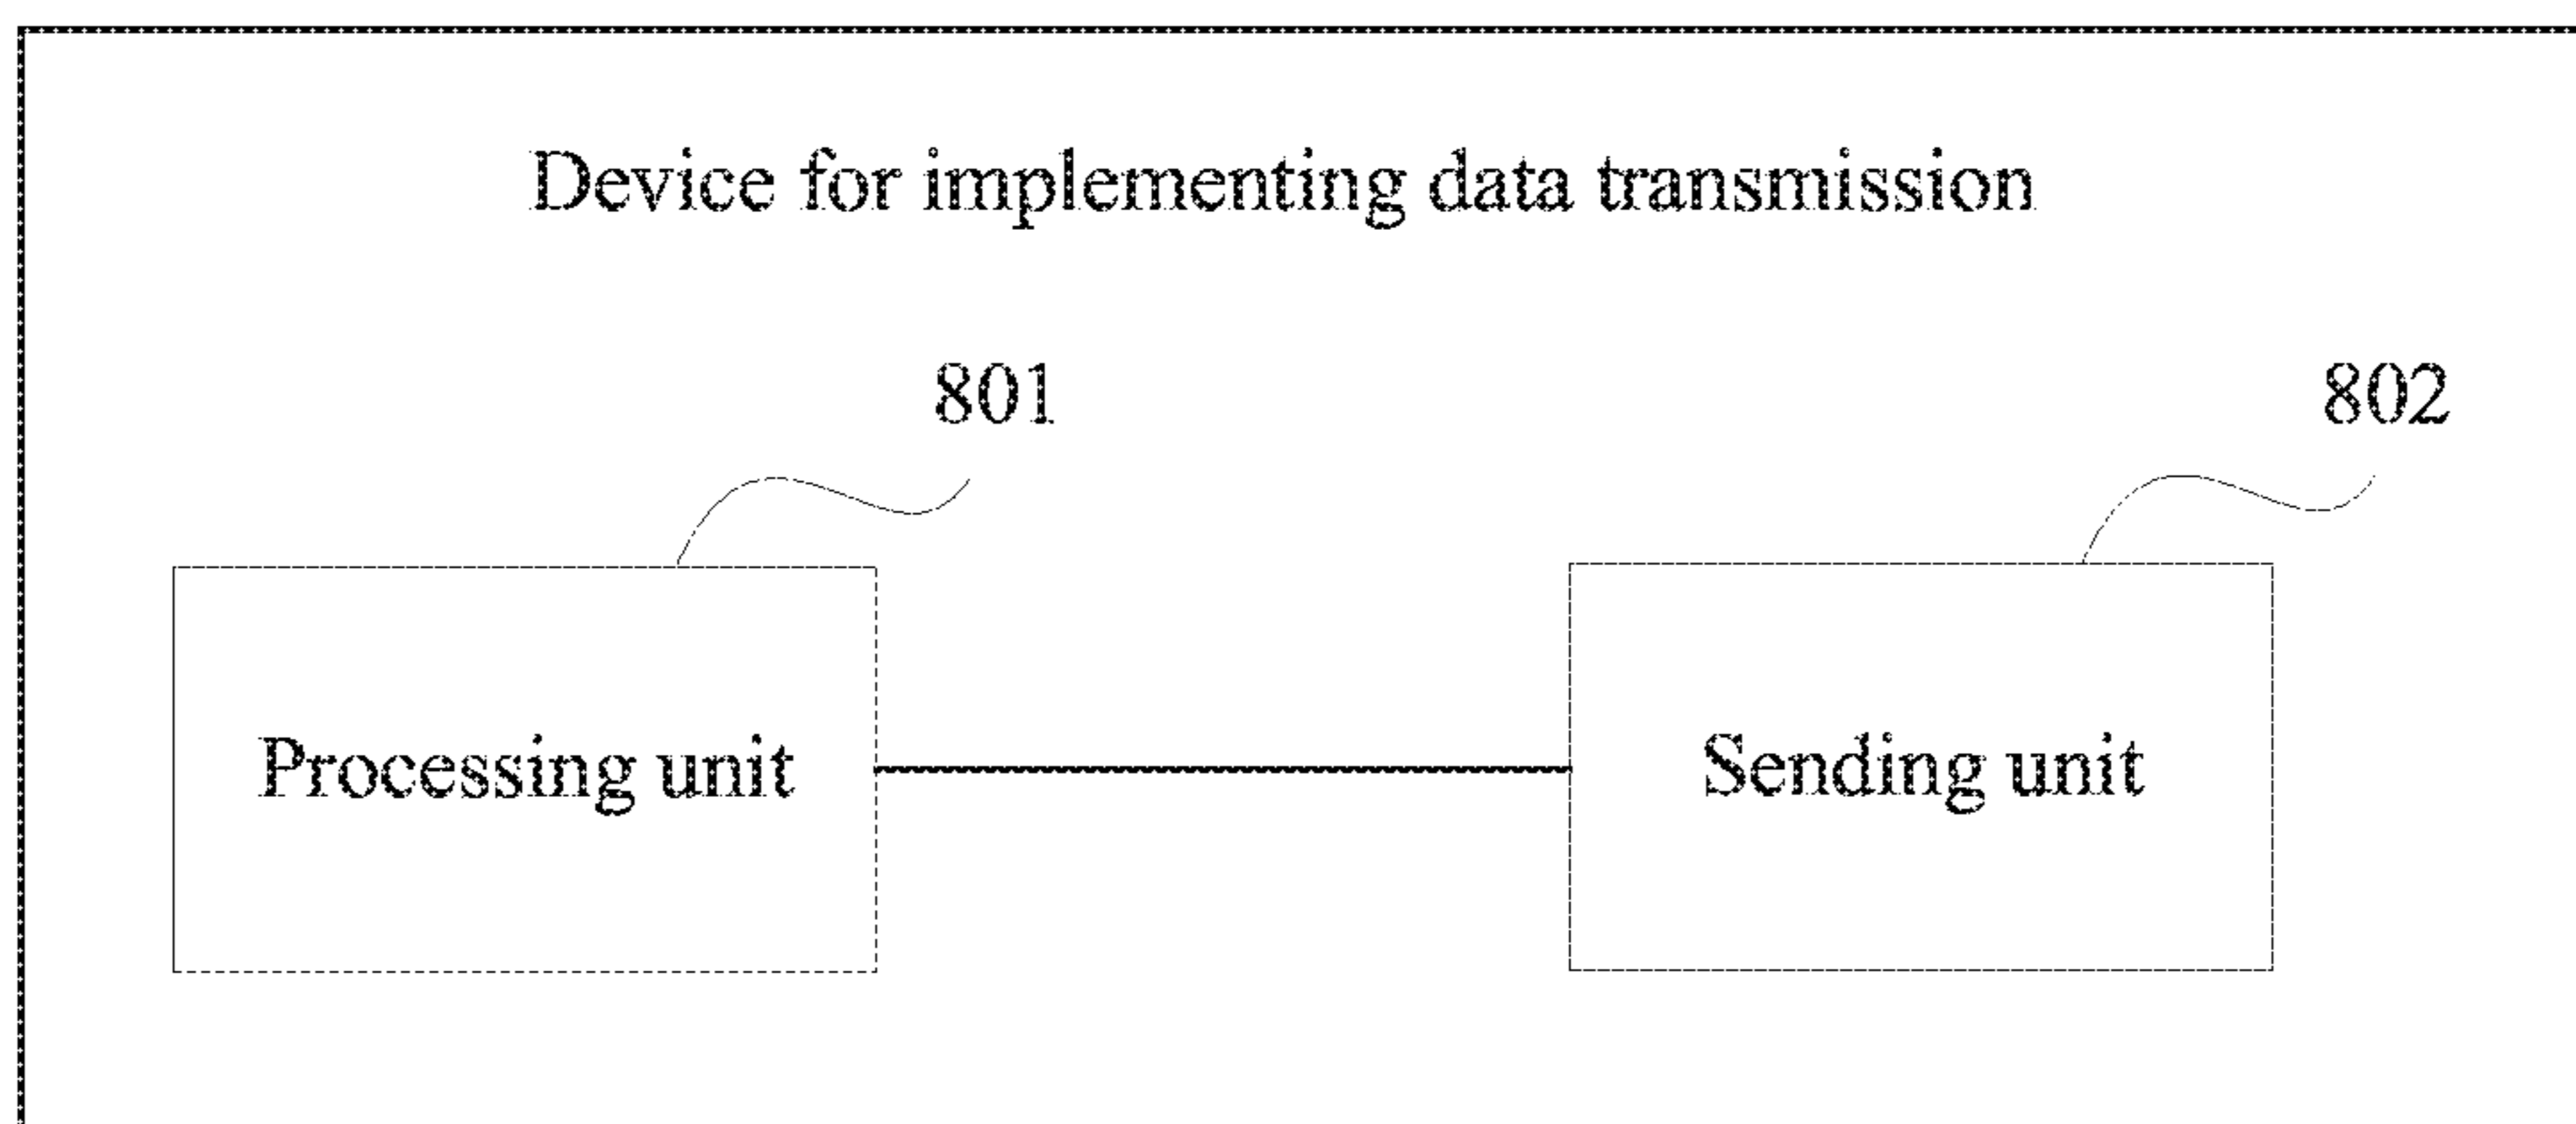 Device for implementing data transmission
801
802
Processing unit
Sending unit